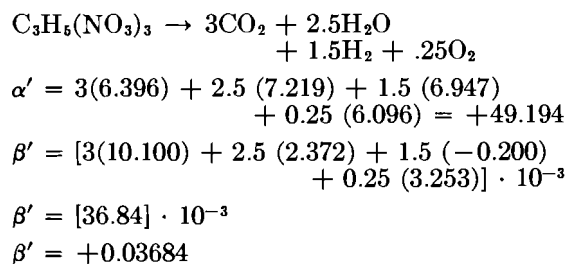 C₃H₅(NO₃)₃ → 3CO₂ + 2.5H₂O
+ 1.5H₂ + .25O₂
α′ = 3(6.396) + 2.5 (7.219) + 1.5 (6.947)
+ 0.25 (6.096) = +49.194
β′ = [3(10.100) + 2.5 (2.372) + 1.5 (−0.200)
+ 0.25 (3.253)] · 10⁻³
β′ = [36.84] · 10⁻³
β′ = +0.03684